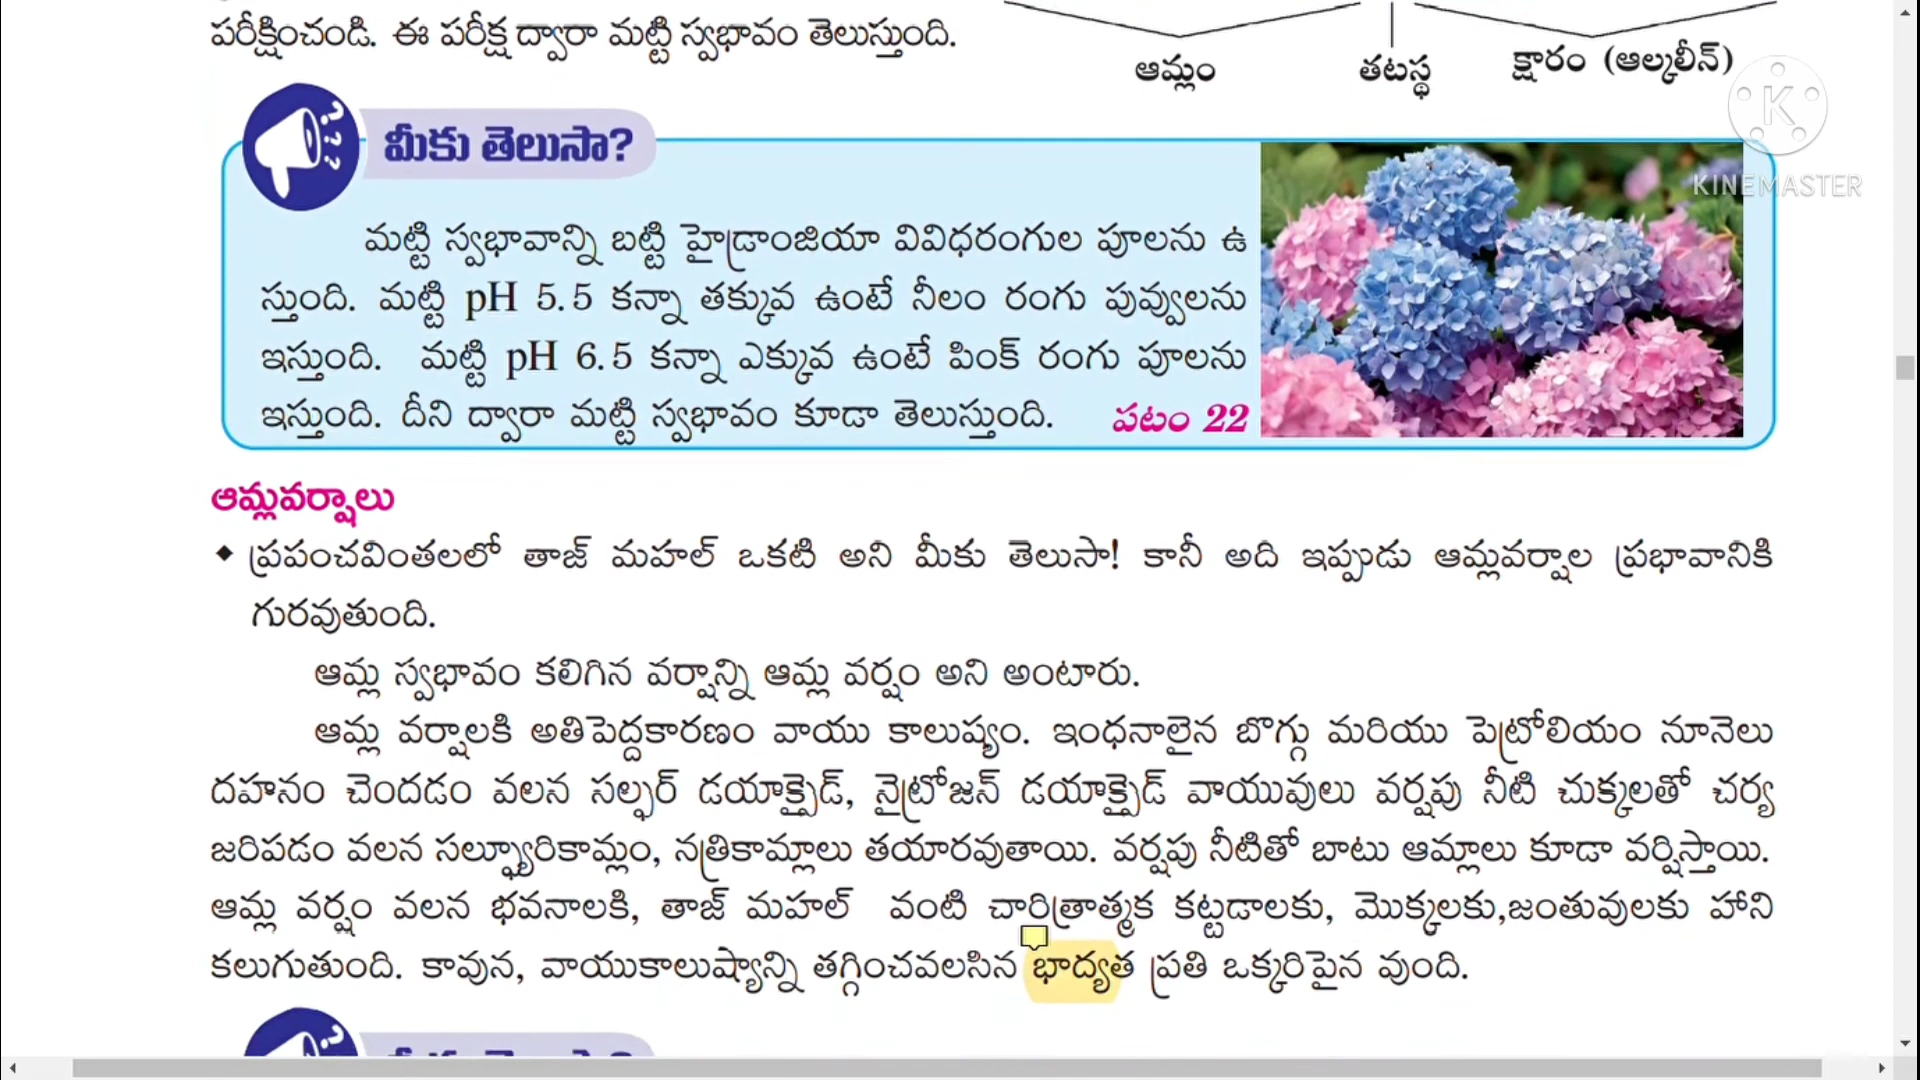 పరీక్షించండి. ఈ పరీక్ష ద్వారా మట్టి స్వభావం తెలుస్తుంది.
ఆమ్లం తటస్థ క్షారం (ఆల్కలీన్)
KINEMASTER
మీకు తెలుసా?
మట్టి స్వభావాన్ని బట్టి హైడ్రాంజియా వివిధరంగుల పూలను ఉ
స్తుంది. మట్టి pH 5.5 కన్నా తక్కువ ఉంటే నీలం రంగు పువ్వులను
ఇస్తుంది. మట్టి pH 6.5 కన్నా ఎక్కువ ఉంటే పింక్ రంగు పూలను
ఇస్తుంది. దీని ద్వారా మట్టి స్వభావం కూడా తెలుస్తుంది. పటం 22
ఆమ్లవర్షాలు
◆ ప్రపంచవింతలలో తాజ్ మహల్ ఒకటి అని మీకు తెలుసా! కానీ అది ఇప్పుడు ఆమ్లవర్షాల ప్రభావానికి
గురవుతుంది.
ఆమ్ల స్వభావం కలిగిన వర్షాన్ని ఆమ్ల వర్షం అని అంటారు.
ఆమ్ల వర్షాలకి అతిపెద్దకారణం వాయు కాలుష్యం. ఇంధనాలైన బొగ్గు మరియు పెట్రోలియం నూనెలు
దహనం చెందడం వలన సల్ఫర్ డయాక్సైడ్, నైట్రోజన్ డయాక్సైడ్ వాయువులు వర్షపు నీటి చుక్కలతో చర్య
జరిపడం వలన సల్ఫ్యూరికామ్లం, నత్రికామ్లాలు తయారవుతాయి. వర్షపు నీటితో బాటు ఆమ్లాలు కూడా వర్షిస్తాయి.
ఆమ్ల వర్షం వలన భవనాలకి, తాజ్ మహల్ వంటి చారిత్రాత్మక కట్టడాలకు, మొక్కలకు,జంతువులకు హాని
కలుగుతుంది. కావున, వాయుకాలుష్యాన్ని తగ్గించవలసిన భాద్యత ప్రతి ఒక్కరిపైన వుంది.